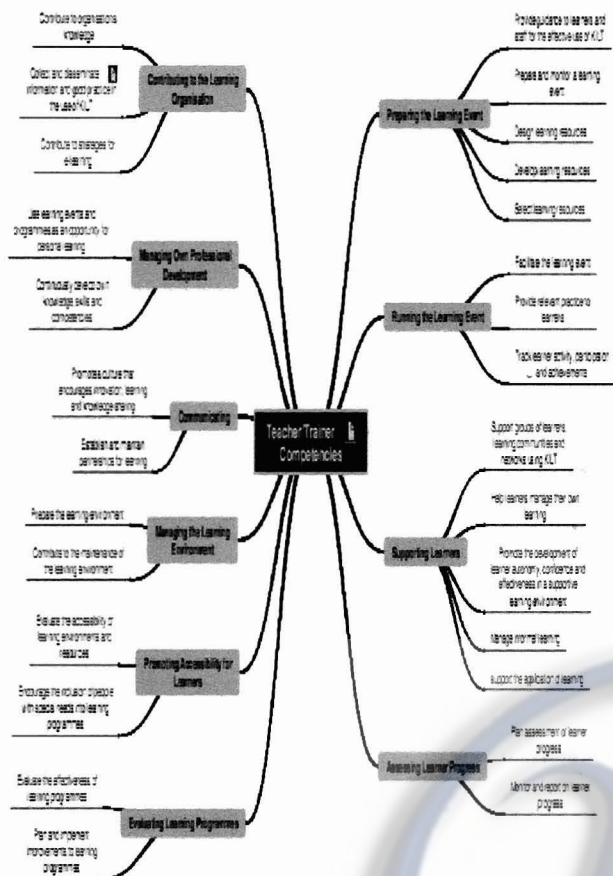 Teacher Trainer
Competencies
Contributing to the Learning
Organisation
Contribute to organisational
knowledge
Collect and disseminate
information and good practice in
the use of KILT
Contribute to strategies for
e-learning
Managing Own Professional
Development
Use learning events and
programmes as an opportunity for
personal learning
Continuously develop own
knowledge, skills and
competencies
Communicating
Promote a culture that
encourages innovation, learning
and knowledge sharing
Establish and maintain
partnerships for learning
Managing the Learning
Environment
Prepare the learning environment
Contribute to the maintenance of
the learning environment
Promoting Accessibility for
Learners
Evaluate the accessibility of
learning environments and
resources
Encourage the inclusion of people
with special needs into learning
programmes
Evaluating Learning Programmes
Evaluate the effectiveness of
learning programmes
Plan and implement
improvements to learning
programmes
Preparing the Learning Event
Provide guidance to learners and
staff for the effective use of KILT
Prepare and monitor a learning
event
Design learning resources
Develop learning resources
Select learning resources
Running the Learning Event
Facilitate the learning event
Provide relevant practice to
learners
Track learner activity, participation
and achievements
Supporting Learners
Support groups of learners,
learning communities and
networks using KILT
Help learners manage their own
learning
Promote the development of
learner autonomy, confidence and
effectiveness in a supportive
learning environment
Manage informal learning
support the application of learning
Assessing Learner Progress
Plan assessment of learner
progress
Monitor and report on learner
progress